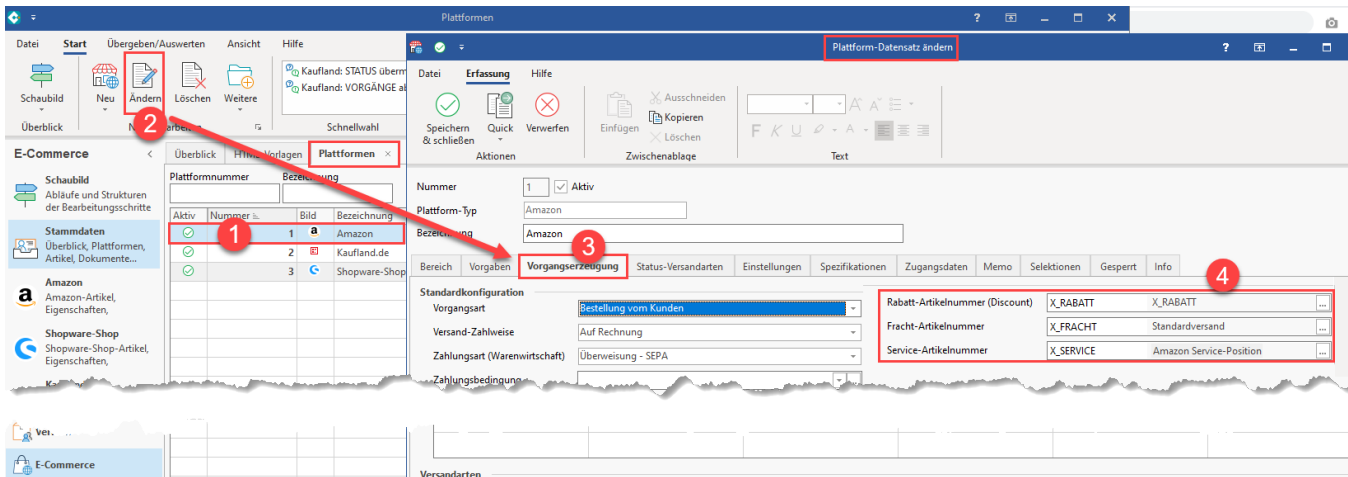 Plattformen
Datei Start Übergeben/Auswerten Ansicht Hilfe
Schaubild
Neu Ändern Löschen Weitere
Kaufland: STATUS überm
Kaufland: VORGÄNGE a
Überblick
Schnellwahl
2
E-Commerce
Schaubild
Abläufe und Strukturen
der Bearbeitungsschritte
Stammdaten
Überblick, Plattformen,
Artikel, Dokumente...
Amazon
Amazon-Artikel,
Eigenschaften,
Shopware-Shop
Shopware-Shop-Artikel,
Eigenschaften,
Überblick HTML-Vorlagen Plattformen
Plattformnummer Bezeichnung
Aktiv Nummer Bild Bezeichnung
1
1 Amazon
2 Kaufland.de
3 Shopware-Shop
E-Commerce
Plattform-Datensatz ändern
Datei Erfassung Hilfe
Speichern
& schließen
Quick Verwerfen
Aktionen
Einfügen
Ausschneiden
Kopieren
Löschen
Zwischenablage
F K U
Text
Nummer 1 Aktiv
Plattform-Typ Amazon
Bezeichnung Amazon
3
Bereich Vorgaben Vorgangserzeugung Status-Versandarten Einstellungen Spezifikationen Zugangsdaten Memo Selektionen Gesperrt Info
4
Standardkonfiguration
Vorgangsart Bestellung vom Kunden
Versand-Zahlweise Auf Rechnung
Zahlungsart (Warenwirtschaft) Überweisung - SEPA
Zahlungsbedingung
Rabatt-Artikelnummer (Discount) X_RABATT X_RABATT ...
Fracht-Artikelnummer X_FRACHT Standardversand ...
Service-Artikelnummer X_SERVICE Amazon Service-Position ...
Versandarten